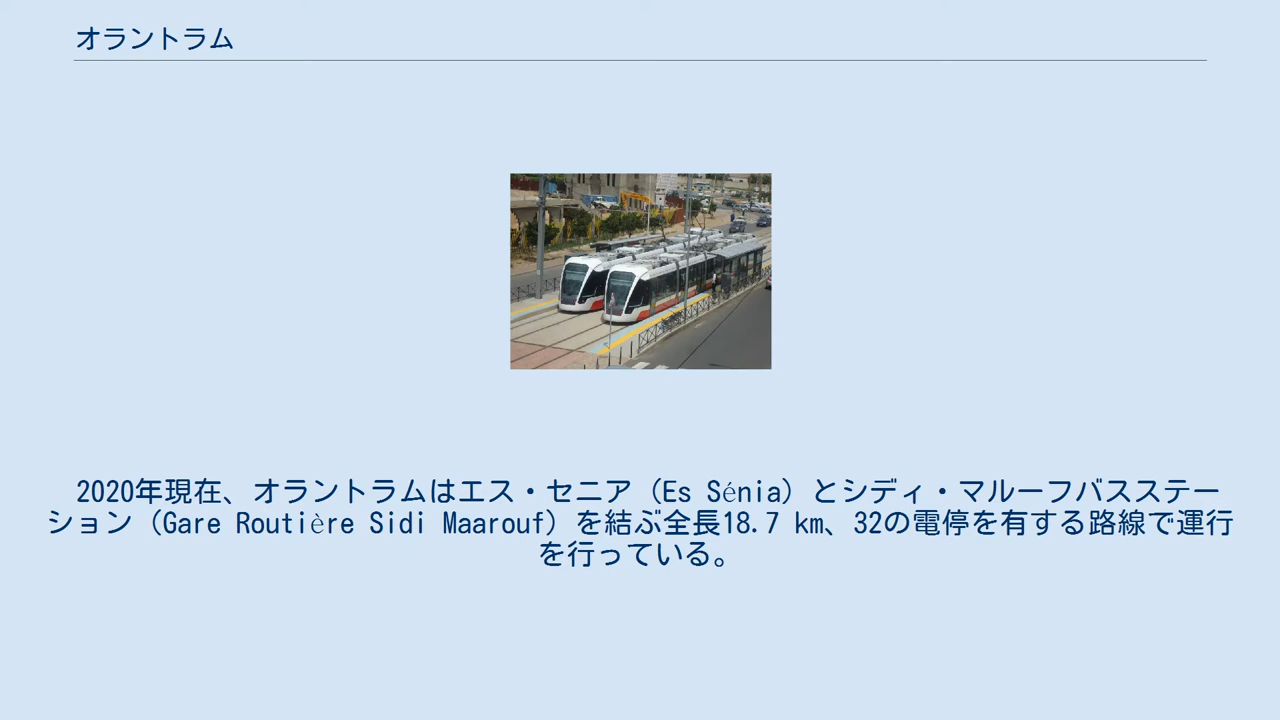 オラントラム
2020年現在、オラントラムはエス・セニア（Es Sénia）とシディ・マルーフバスステー
ション（Gare Routière Sidi Maarouf）を結ぶ全長18.7 km、32の電停を有する路線で運行
を行っている。